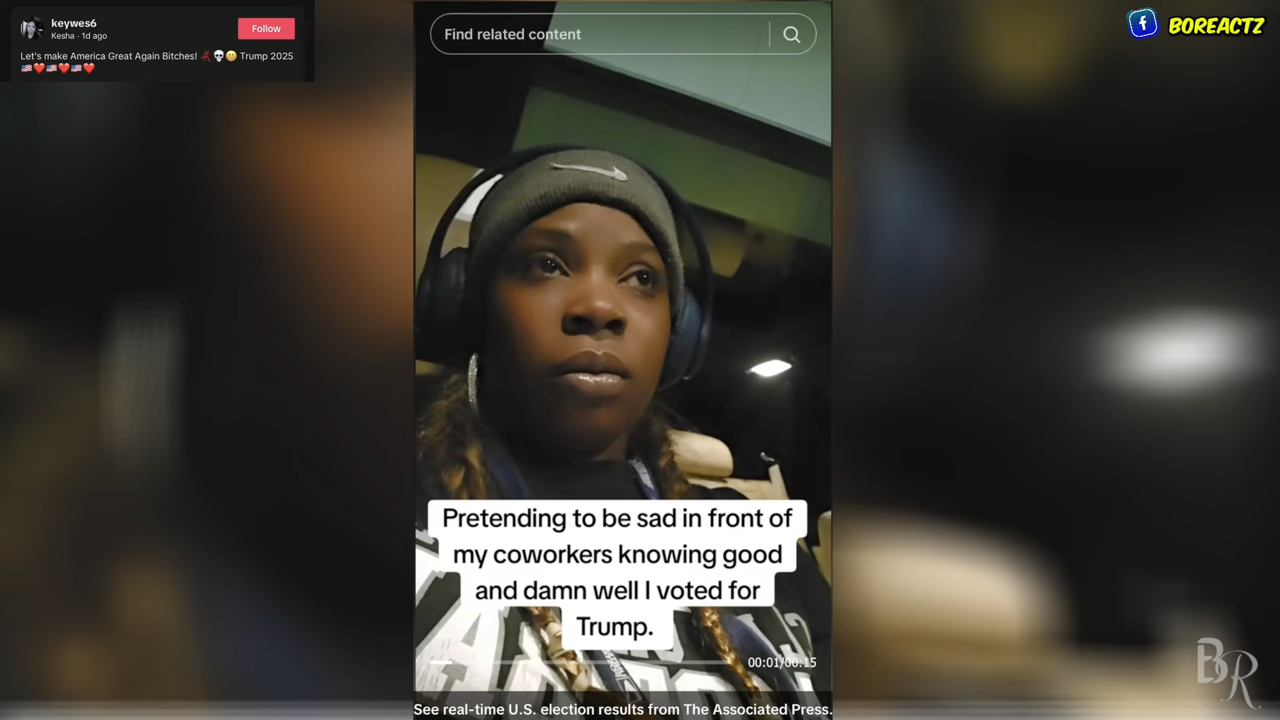 keywes6
Kesha · 1d ago
Follow
Let's make America Great Again Bitches! 💃🏿💀😁 Trump 2025
🇺🇸❤️🇺🇸❤️🇺🇸❤️
Find related content
BOREACTZ
Pretending to be sad in front of
my coworkers knowing good
and damn well I voted for
Trump.
00:01/00:15
See real-time U.S. election results from The Associated Press.
BR